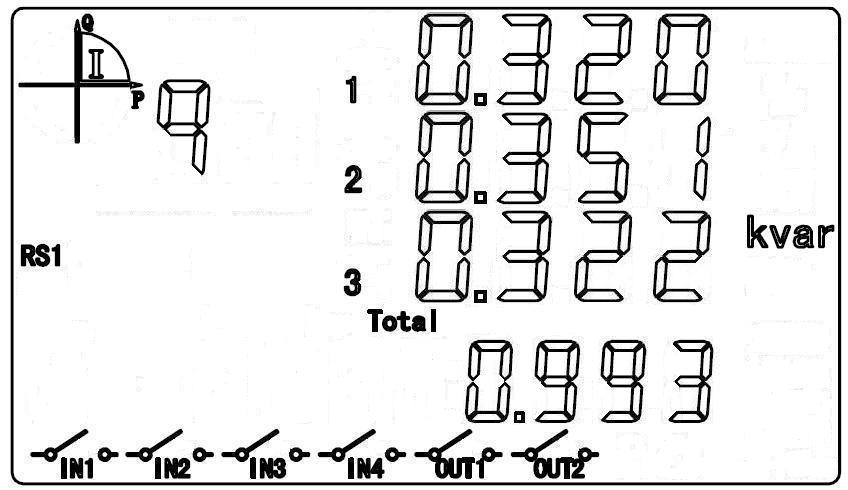 Q
I
P
q
1 0.320
2 0.351
3 0.322
kvar
RS1
Total
0.993
IN1 IN2 IN3 IN4 OUT1 OUT2